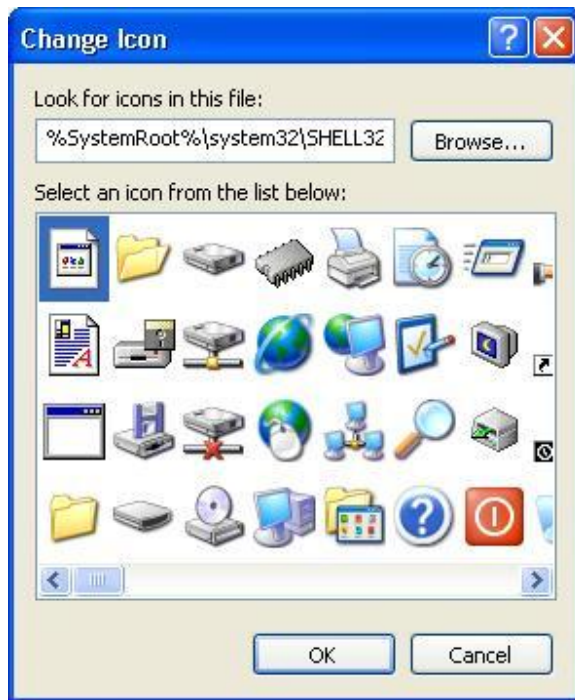 Change Icon
Look for icons in this file:
%SystemRoot%\system32\SHELL32
Browse...
Select an icon from the list below:
OK
Cancel